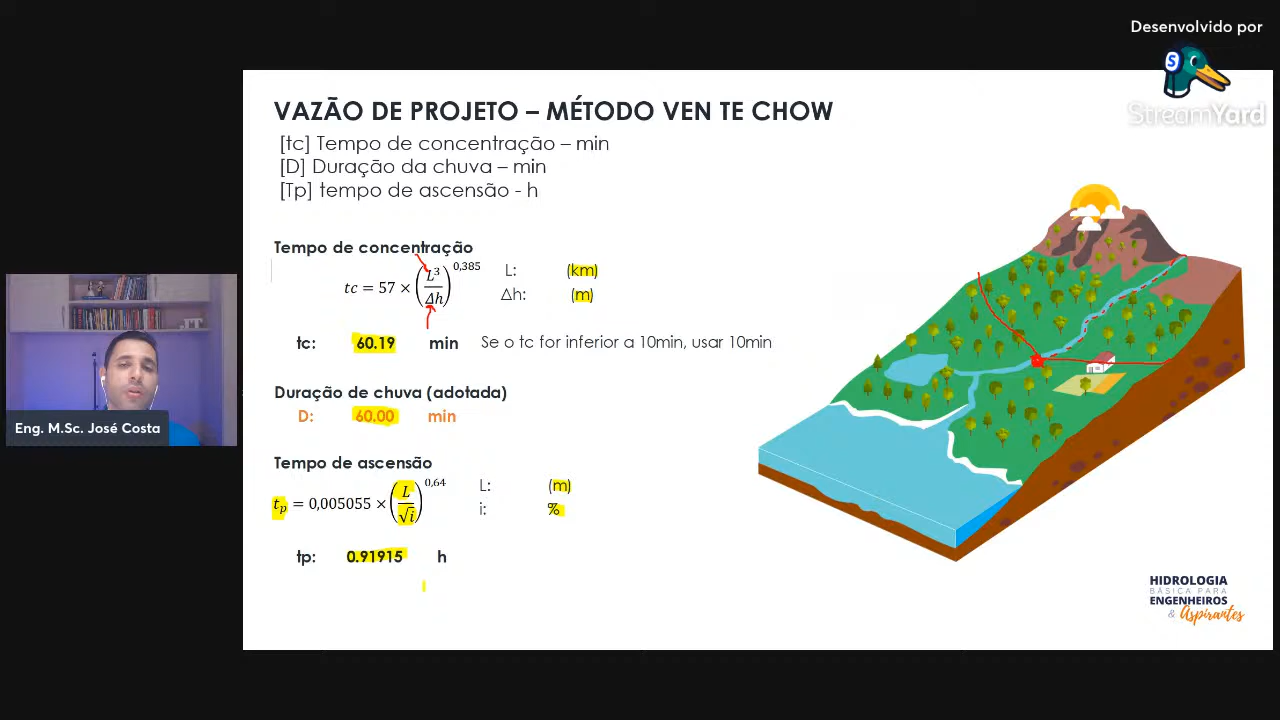 Desenvolvido por
S
StreamYard
VAZÃO DE PROJETO – MÉTODO VEN TE CHOW
[tc] Tempo de concentração – min
[D] Duração da chuva – min
[Tp] tempo de ascensão - h
Tempo de concentração
tc = 57 × (L³/Δh)^0,385 L: (km)
Δh: (m)
tc: 60.19 min Se o tc for inferior a 10min, usar 10min
Duração de chuva (adotada)
D: 60.00 min
Tempo de ascensão
tp = 0,005055 × (L/√i)^0,64 L: (m)
i: %
tp: 0.91915 h
Eng. M.Sc. José Costa
HIDROLOGIA
BÁSICA PARA
ENGENHEIROS
& Aspirantes